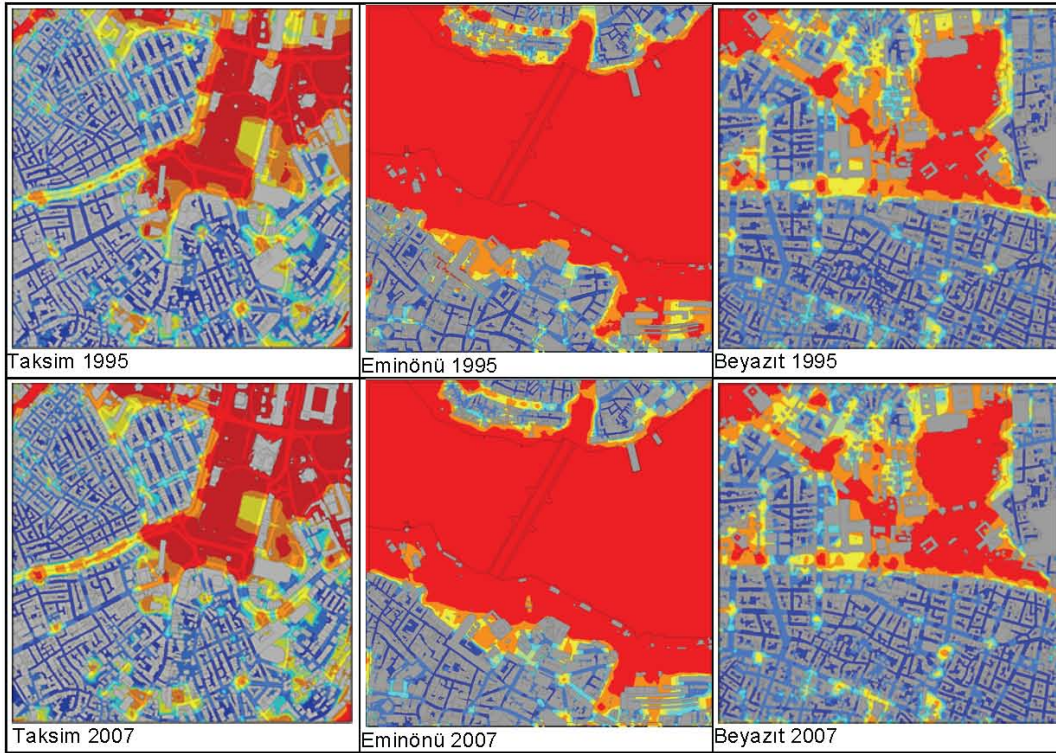 Taksim 1995
Eminönü 1995
Beyazıt 1995
Taksim 2007
Eminönü 2007
Beyazıt 2007